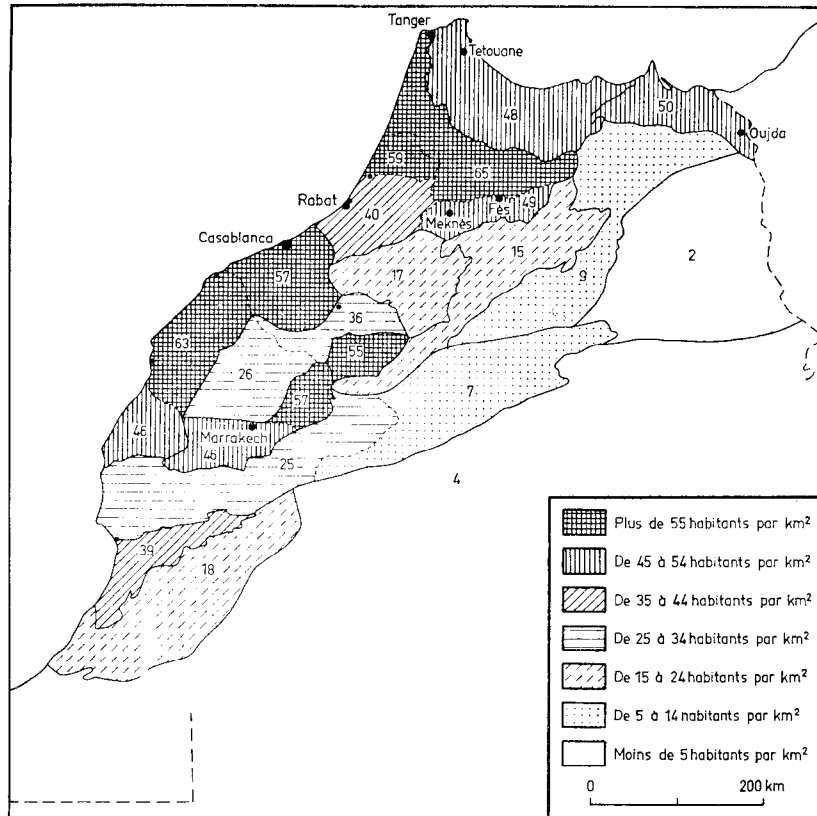 Tanger
Tetouane
48
50
Oujda
59
65
Rabat
40
Meknès
Fès
49
Casablanca
57
17
15
2
9
36
63
55
26
7
57
46
Marrakech
46
25
4
39
18
Plus de 55 habitants par km²
De 45 à 54 habitants par km²
De 35 à 44 habitants par km²
De 25 à 34 habitants par km²
De 15 à 24 habitants par km²
De 5 à 14 habitants par km²
Moins de 5 habitants par km²
0 200 km